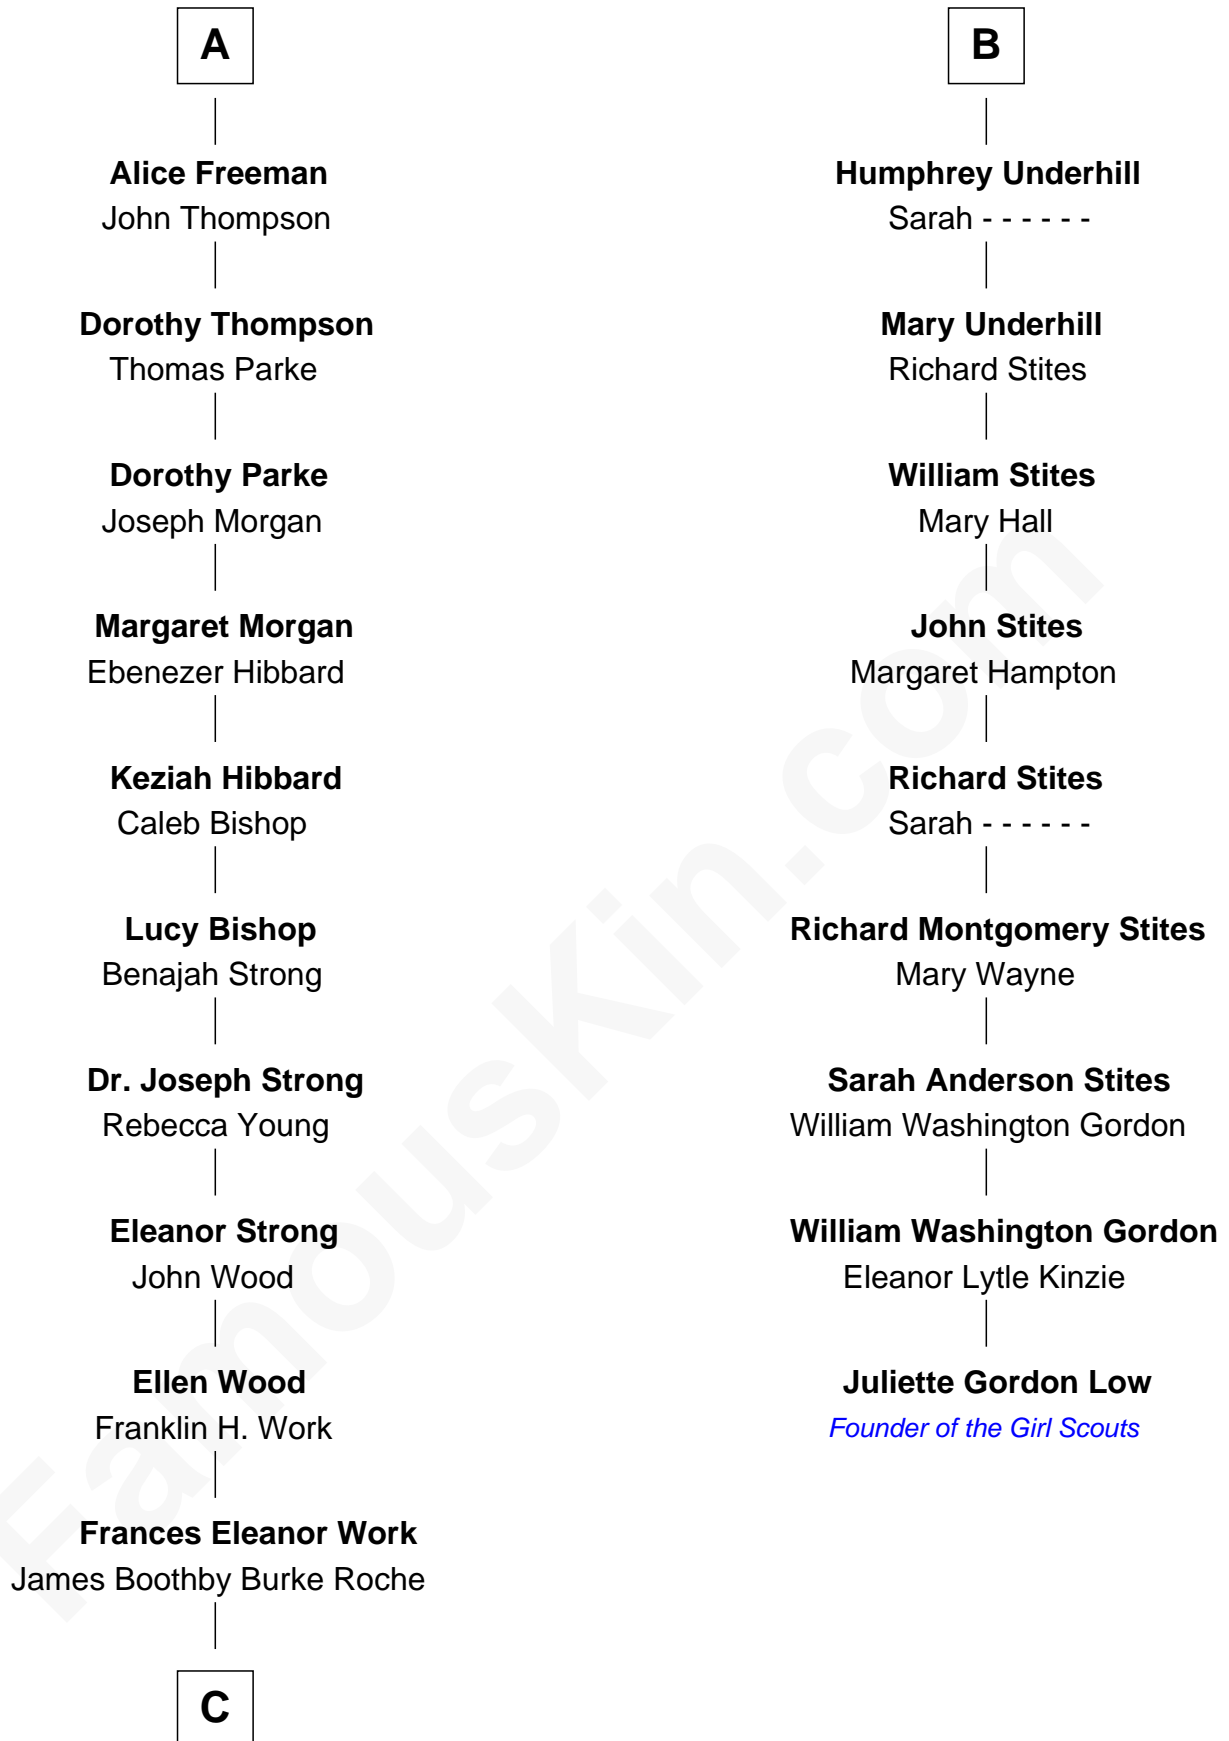 A
Alice Freeman
John Thompson
Dorothy Thompson
Thomas Parke
Dorothy Parke
Joseph Morgan
Margaret Morgan
Ebenezer Hibbard
Keziah Hibbard
Caleb Bishop
Lucy Bishop
Benajah Strong
Dr. Joseph Strong
Rebecca Young
Eleanor Strong
John Wood
Ellen Wood
Franklin H. Work
Frances Eleanor Work
James Boothby Burke Roche
C
B
Humphrey Underhill
Sarah - - - - - -
Mary Underhill
Richard Stites
William Stites
Mary Hall
John Stites
Margaret Hampton
Richard Stites
Sarah - - - - - -
Richard Montgomery Stites
Mary Wayne
Sarah Anderson Stites
William Washington Gordon
William Washington Gordon
Eleanor Lytle Kinzie
Juliette Gordon Low
Founder of the Girl Scouts
FamousKin.com